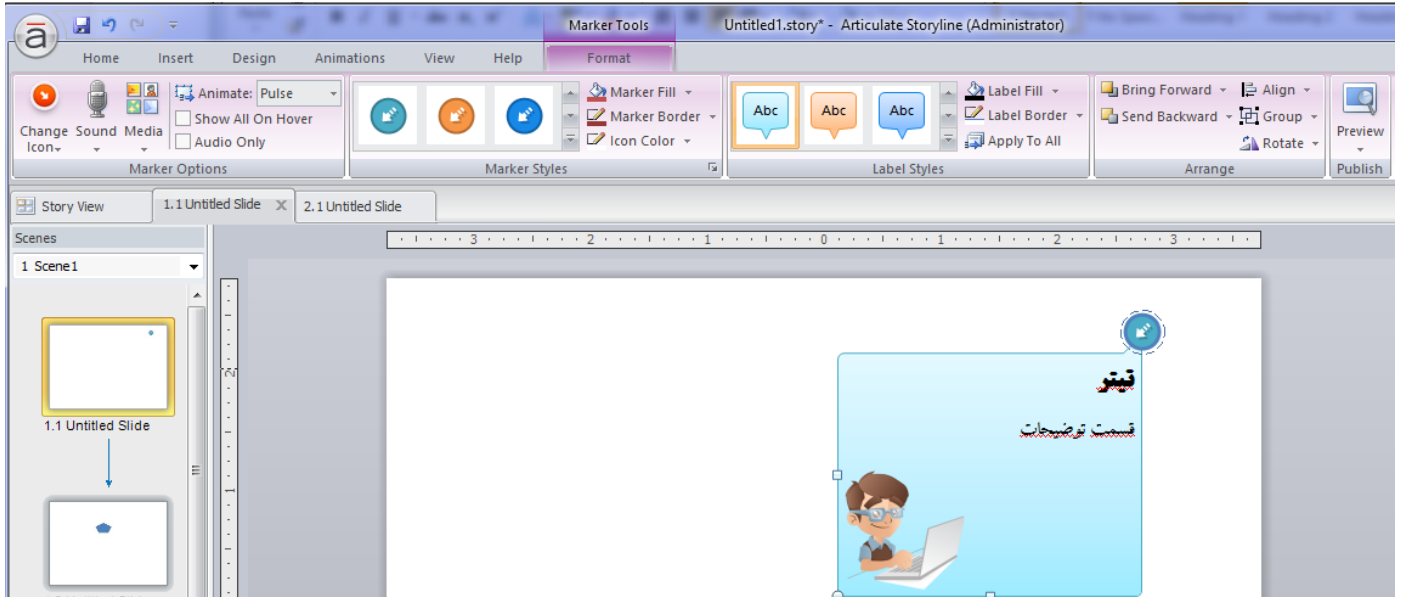 Marker Tools
Untitled1.story* - Articulate Storyline (Administrator)
Home Insert Design Animations View Help Format
Change Icon
Sound
Media
Animate: Pulse
Show All On Hover
Audio Only
Marker Options
Marker Fill
Marker Border
Icon Color
Marker Styles
Abc Abc Abc
Label Fill
Label Border
Apply To All
Label Styles
Bring Forward
Send Backward
Align
Group
Rotate
Arrange
Preview
Publish
Story View
1.1 Untitled Slide X
2.1 Untitled Slide
Scenes
1 Scene1
3 2 1 0 1 2 3
2
1
1.1 Untitled Slide
تیتر
قسمت توضیحات